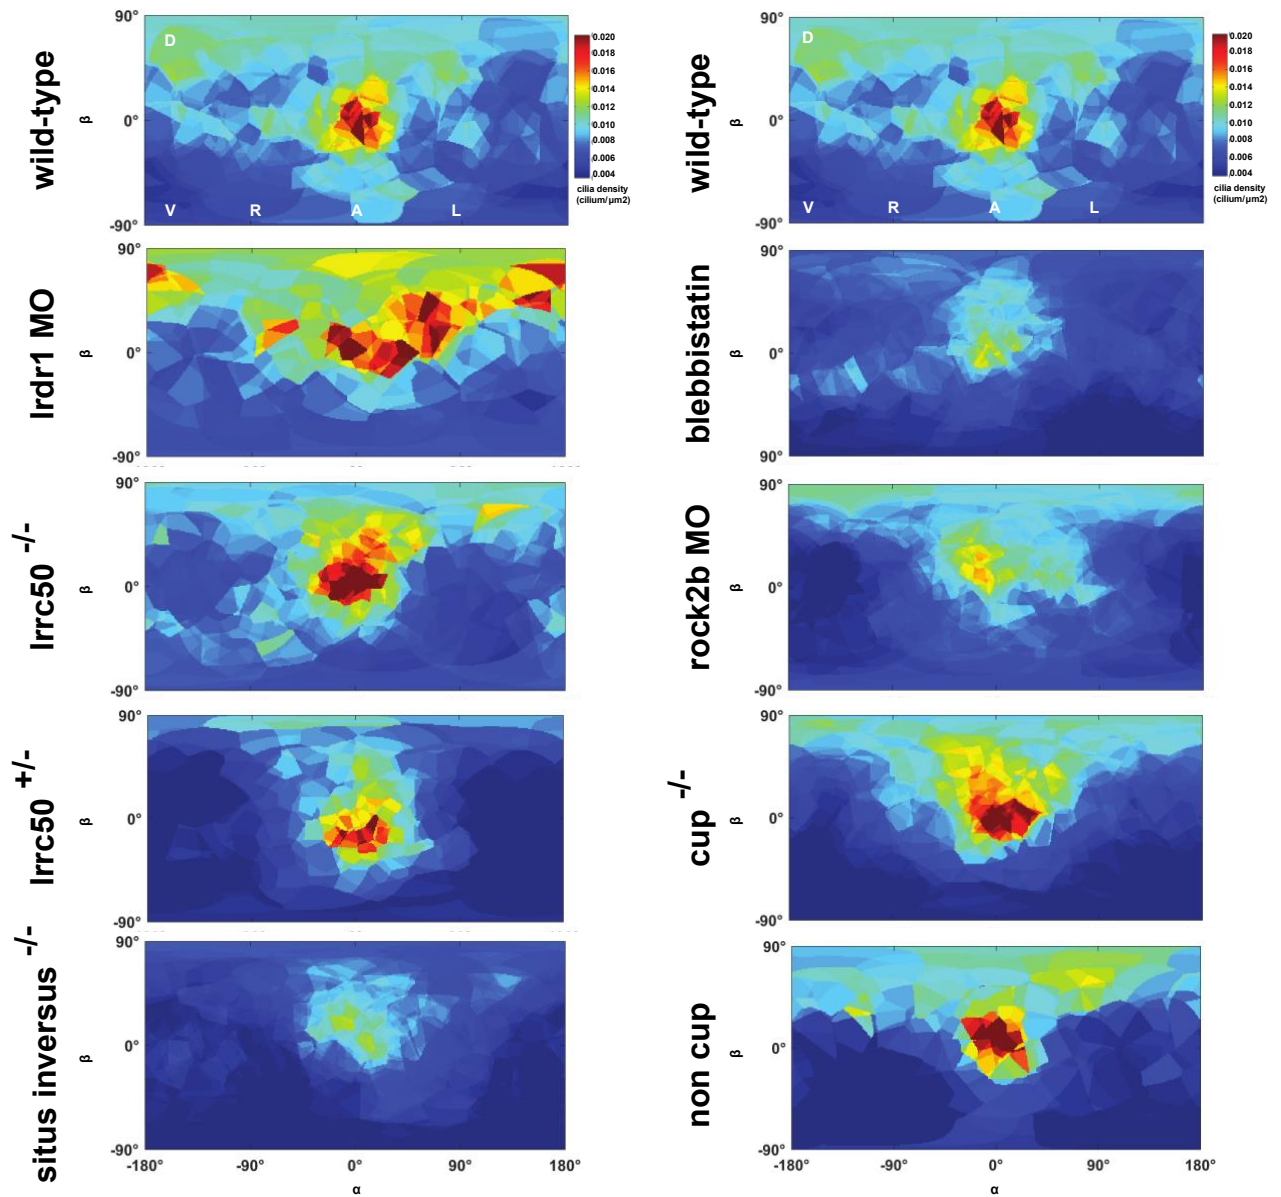 wild-type
90°
0°
-90°
β
D
V R A L
0.020
0.018
0.016
0.014
0.012
0.010
0.008
0.006
0.004
cilia density
(cilium/µm2)
wild-type
90°
0°
-90°
β
D
V R A L
0.020
0.018
0.016
0.014
0.012
0.010
0.008
0.006
0.004
cilia density
(cilium/µm2)
lrdr1 MO
90°
0°
-90°
β
blebbistatin
90°
0°
90°
β
lrrc50 -/-
90°
0°
-90°
β
rock2b MO
90°
0°
-90°
β
lrrc50 +/-
90°
0°
-90°
β
cup -/-
90°
0°
-90°
β
situs inversus -/-
90°
0°
-90°
β
-180° -90° 0° 90° 180°
α
non cup
90°
0°
-90°
β
-180° -90° 0° 90° 180°
α